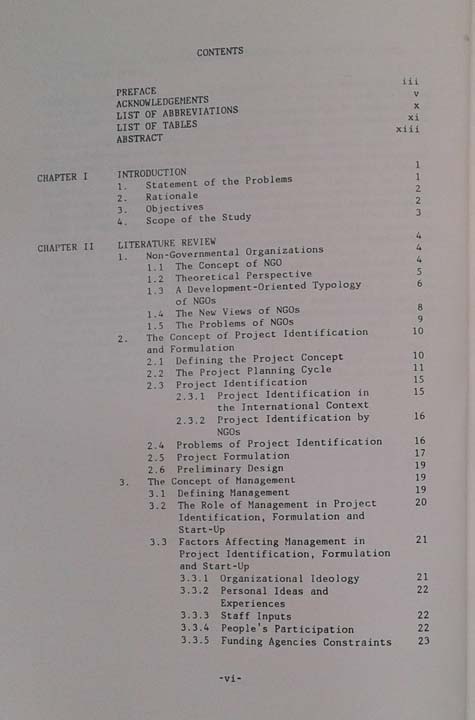 CONTENTS
PREFACE iii
ACKNOWLEDGEMENTS v
LIST OF ABBREVIATIONS x
LIST OF TABLES xi
ABSTRACT xiii
CHAPTER I INTRODUCTION 1
1. Statement of the Problems 1
2. Rationale 2
3. Objectives 2
4. Scope of the Study 3
CHAPTER II LITERATURE REVIEW 4
1. Non-Governmental Organizations 4
1.1 The Concept of NGO 4
1.2 Theoretical Perspective 5
1.3 A Development-Oriented Typology 6
of NGOs
1.4 The New Views of NGOs 8
1.5 The Problems of NGOs 9
2. The Concept of Project Identification 10
and Formulation
2.1 Defining the Project Concept 10
2.2 The Project Planning Cycle 11
2.3 Project Identification 15
2.3.1 Project Identification in 15
the International Context
2.3.2 Project Identification by 16
NGOs
2.4 Problems of Project Identification 16
2.5 Project Formulation 17
2.6 Preliminary Design 19
3. The Concept of Management 19
3.1 Defining Management 19
3.2 The Role of Management in Project 20
Identification, Formulation and
Start-Up
3.3 Factors Affecting Management in 21
Project Identification, Formulation
and Start-Up
3.3.1 Organizational Ideology 21
3.3.2 Personal Ideas and 22
Experiences
3.3.3 Staff Inputs 22
3.3.4 People's Participation 22
3.3.5 Funding Agencies Constraints 23
-vi-